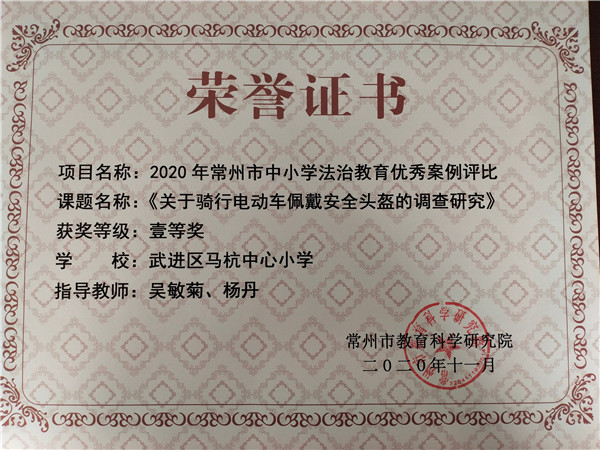 荣誉证书
项目名称：2020年常州市中小学法治教育优秀案例评比
课题名称：《关于骑行电动车佩戴安全头盔的调查研究》
获奖等级：壹等奖
学　　校：武进区马杭中心小学
指导教师：吴敏菊、杨丹
常州市教育科学研究院
二〇二〇年十一月